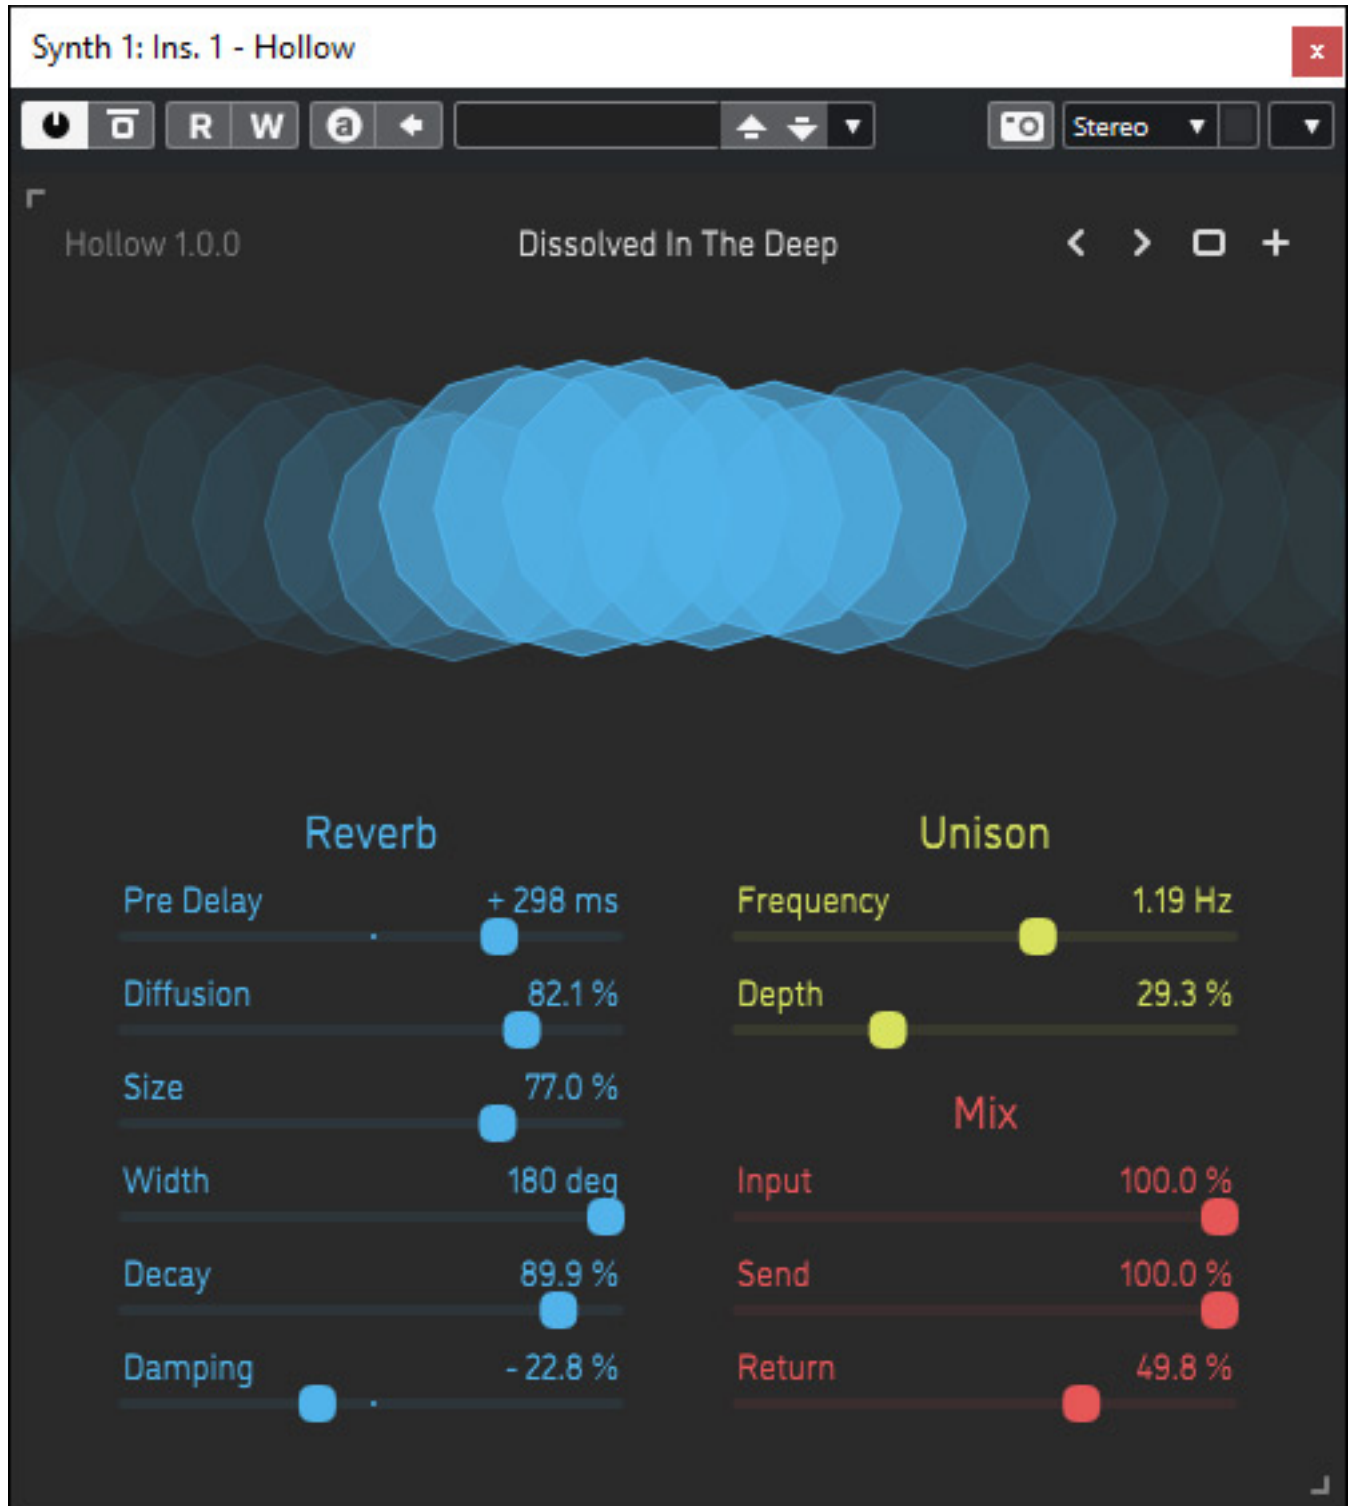 Synth 1: Ins. 1 - Hollow
x
R W a Stereo
Hollow 1.0.0 Dissolved In The Deep
Reverb
Pre Delay + 298 ms
Diffusion 82.1 %
Size 77.0 %
Width 180 deg
Decay 89.9 %
Damping - 22.8 %
Unison
Frequency 1.19 Hz
Depth 29.3 %
Mix
Input 100.0 %
Send 100.0 %
Return 49.8 %